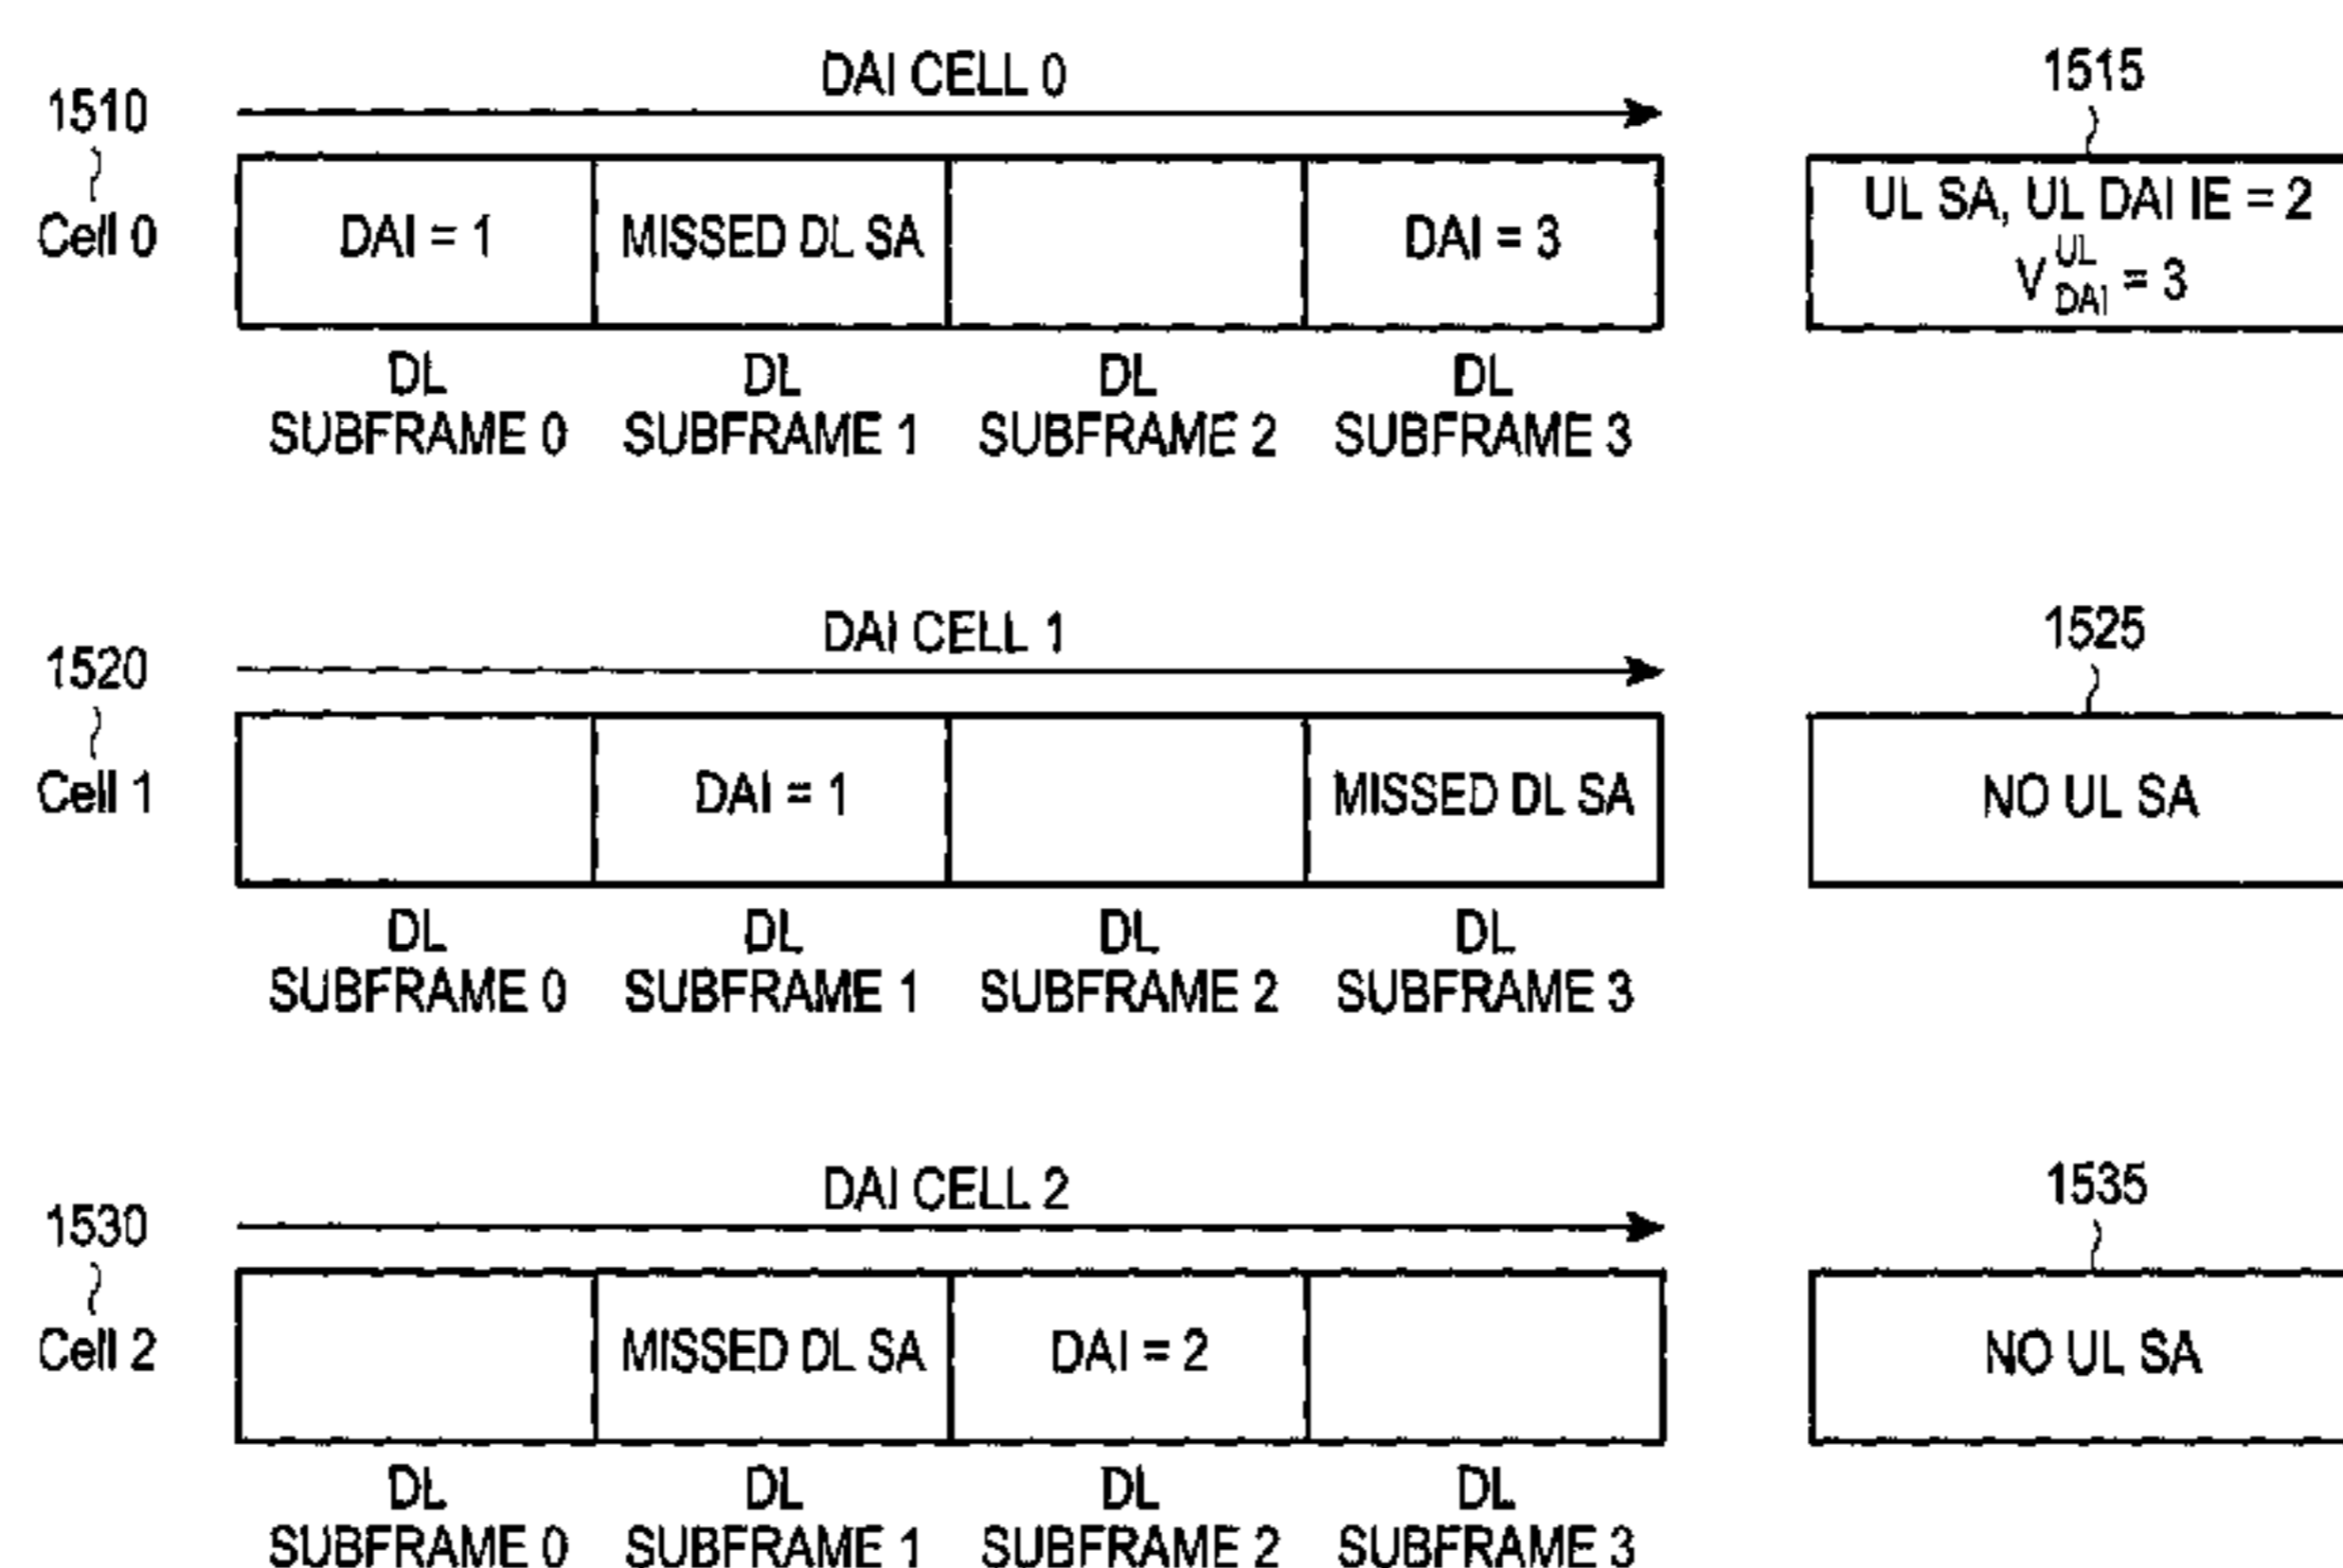 DAI CELL 0
1510
1515
Cell 0
DAI = 1
MISSED DL SA
DAI = 3
UL SA, UL DAI IE = 2
V UL DAI = 3
DL SUBFRAME 0
DL SUBFRAME 1
DL SUBFRAME 2
DL SUBFRAME 3
DAI CELL 1
1520
1525
Cell 1
DAI = 1
MISSED DL SA
NO UL SA
DL SUBFRAME 0
DL SUBFRAME 1
DL SUBFRAME 2
DL SUBFRAME 3
DAI CELL 2
1530
1535
Cell 2
MISSED DL SA
DAI = 2
NO UL SA
DL SUBFRAME 0
DL SUBFRAME 1
DL SUBFRAME 2
DL SUBFRAME 3